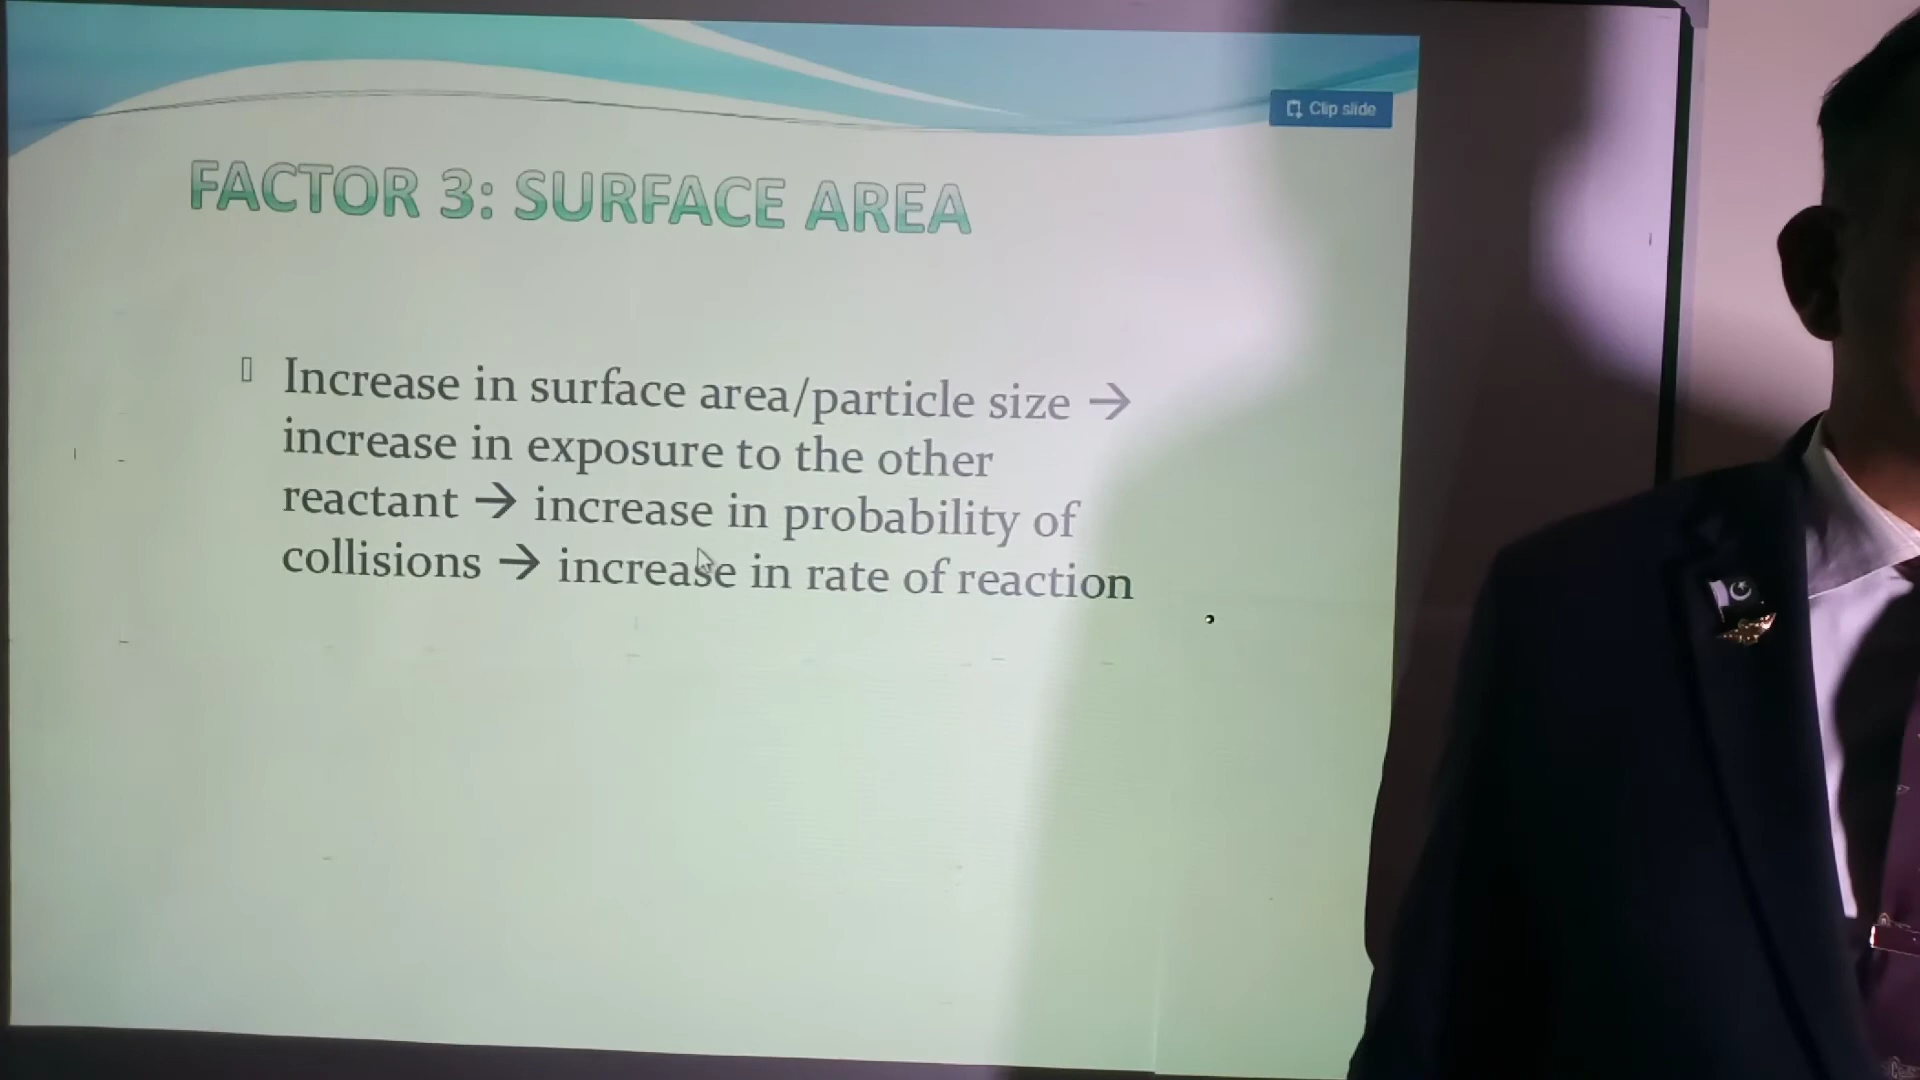 Clip slide
FACTOR 3: SURFACE AREA
Increase in surface area/particle size →
increase in exposure to the other
reactant → increase in probability of
collisions → increase in rate of reaction